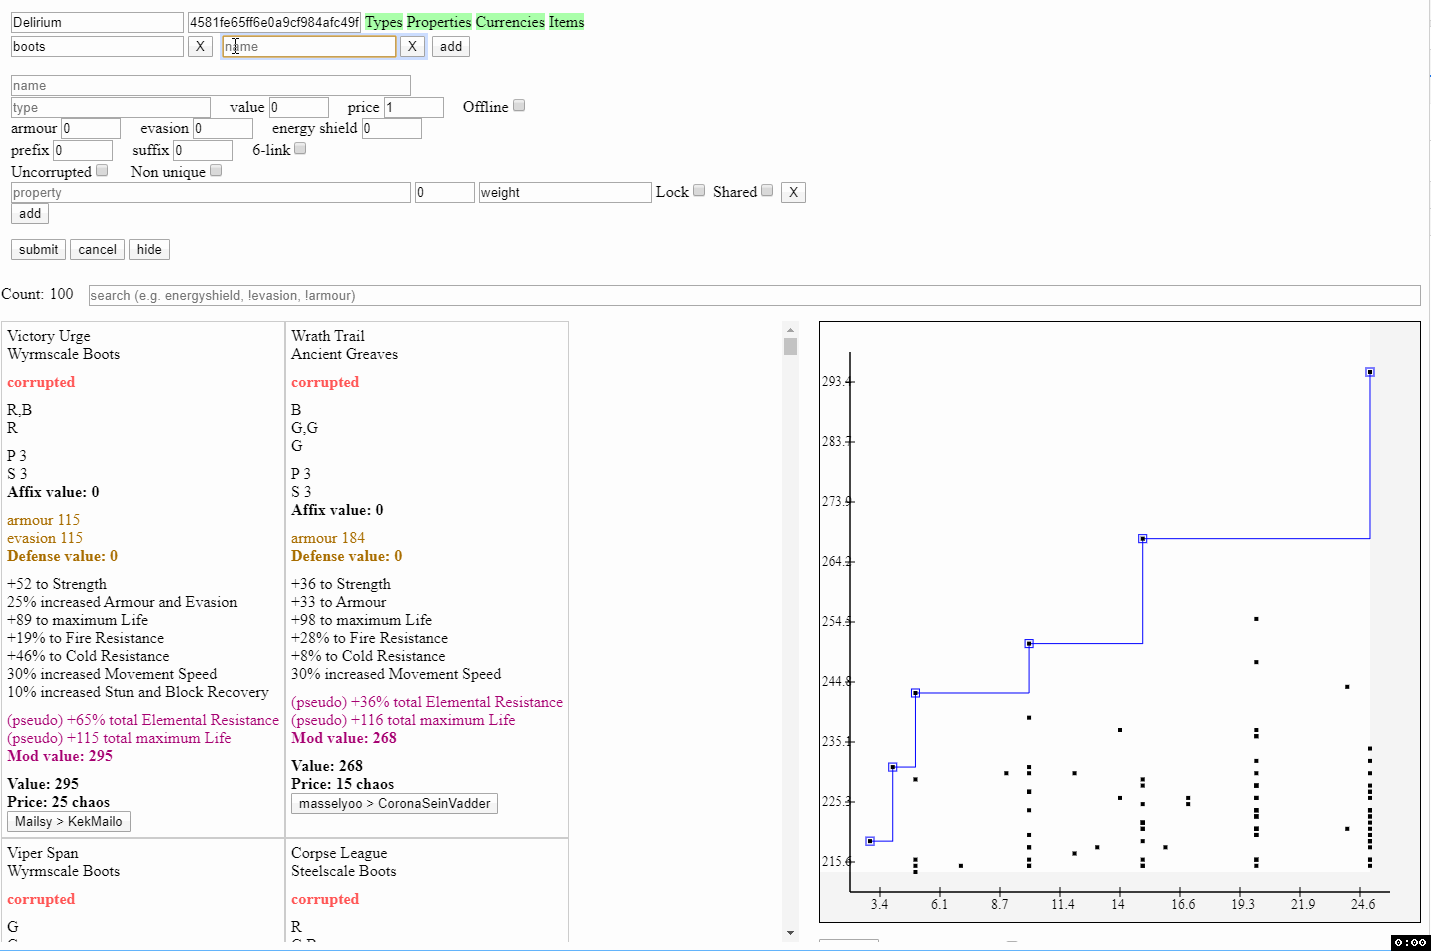 Delirium 4581fe65ff6e0a9cf984afc49f Types Properties Currencies Items
boots X name X add
name
type value 0 price 1 Offline
armour 0 evasion 0 energy shield 0
prefix 0 suffix 0 6-link
Uncorrupted Non unique
property 0 weight Lock Shared X
add
submit cancel hide
Count: 100 search (e.g. energyshield, !evasion, !armour)
Victory Urge
Wyrmscale Boots
corrupted
R,B
R
P 3
S 3
Affix value: 0
armour 115
evasion 115
Defense value: 0
+52 to Strength
25% increased Armour and Evasion
+89 to maximum Life
+19% to Fire Resistance
+46% to Cold Resistance
30% increased Movement Speed
10% increased Stun and Block Recovery
(pseudo) +65% total Elemental Resistance
(pseudo) +115 total maximum Life
Mod value: 295
Value: 295
Price: 25 chaos
Mailsy > KekMailo
Wrath Trail
Ancient Greaves
corrupted
B
G,G
G
P 3
S 3
Affix value: 0
armour 184
Defense value: 0
+36 to Strength
+33 to Armour
+98 to maximum Life
+28% to Fire Resistance
+8% to Cold Resistance
30% increased Movement Speed
(pseudo) +36% total Elemental Resistance
(pseudo) +116 total maximum Life
Mod value: 268
Value: 268
Price: 15 chaos
masselyoo > CoronaSeinVadder
Viper Span
Wyrmscale Boots
corrupted
G
Corpse League
Steelscale Boots
corrupted
R
293.4
283.7
273.9
264.2
254.5
244.8
235.1
225.3
215.6
3.4 6.1 8.7 11.4 14 16.6 19.3 21.9 24.6
0:00